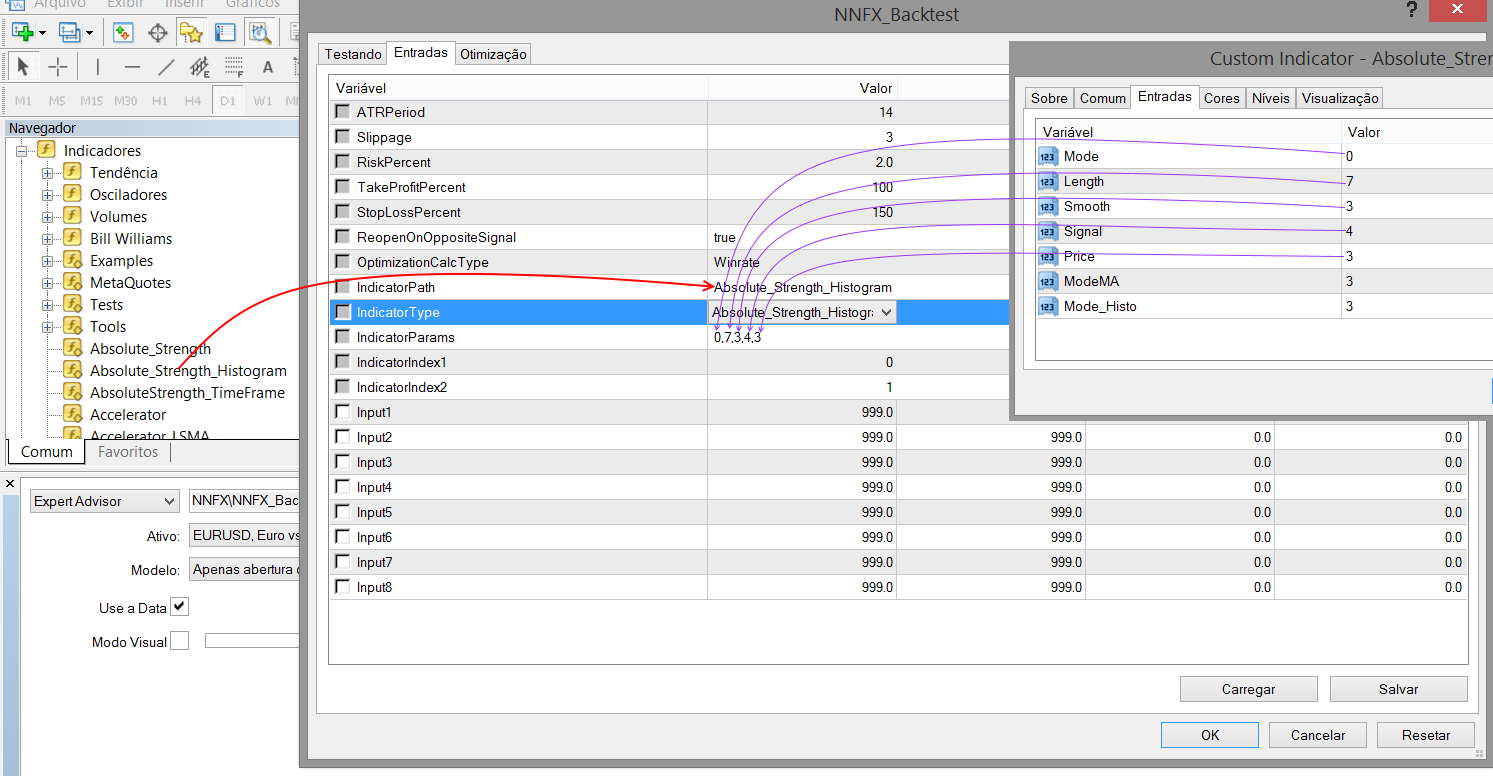 Arquivo Exibir Inserir Gráficos
M1 M5 M15 M30 H1 H4 D1 W1 MN
Navegador
Indicadores
Tendência
Osciladores
Volumes
Bill Williams
Examples
MetaQuotes
Tests
Tools
Absolute_Strength
Absolute_Strength_Histogram
AbsoluteStrength_TimeFrame
Accelerator
Accelerator_LSMA
Comum Favoritos
Expert Advisor NNFX\NNFX_Bac
Ativo: EURUSD, Euro vs
Modelo: Apenas abertura
Use a Data
Modo Visual
NNFX_Backtest
?
Testando Entradas Otimização
Variável Valor
ATRPeriod 14
Slippage 3
RiskPercent 2.0
TakeProfitPercent 100
StopLossPercent 150
ReopenOnOppositeSignal true
OptimizationCalcType Winrate
IndicatorPath Absolute_Strength_Histogram
IndicatorType Absolute_Strength_Histogra
IndicatorParams 0,7,3,4,3
IndicatorIndex1 0
IndicatorIndex2 1
Input1 999.0
Input2 999.0 999.0 0.0 0.0
Input3 999.0 999.0 0.0 0.0
Input4 999.0 999.0 0.0 0.0
Input5 999.0 999.0 0.0 0.0
Input6 999.0 999.0 0.0 0.0
Input7 999.0 999.0 0.0 0.0
Input8 999.0 999.0 0.0 0.0
Carregar Salvar
OK Cancelar Resetar
Custom Indicator - Absolute_Stren
Sobre Comum Entradas Cores Níveis Visualização
Variável Valor
123 Mode 0
123 Length 7
123 Smooth 3
123 Signal 4
123 Price 3
123 ModeMA 3
123 Mode_Histo 3